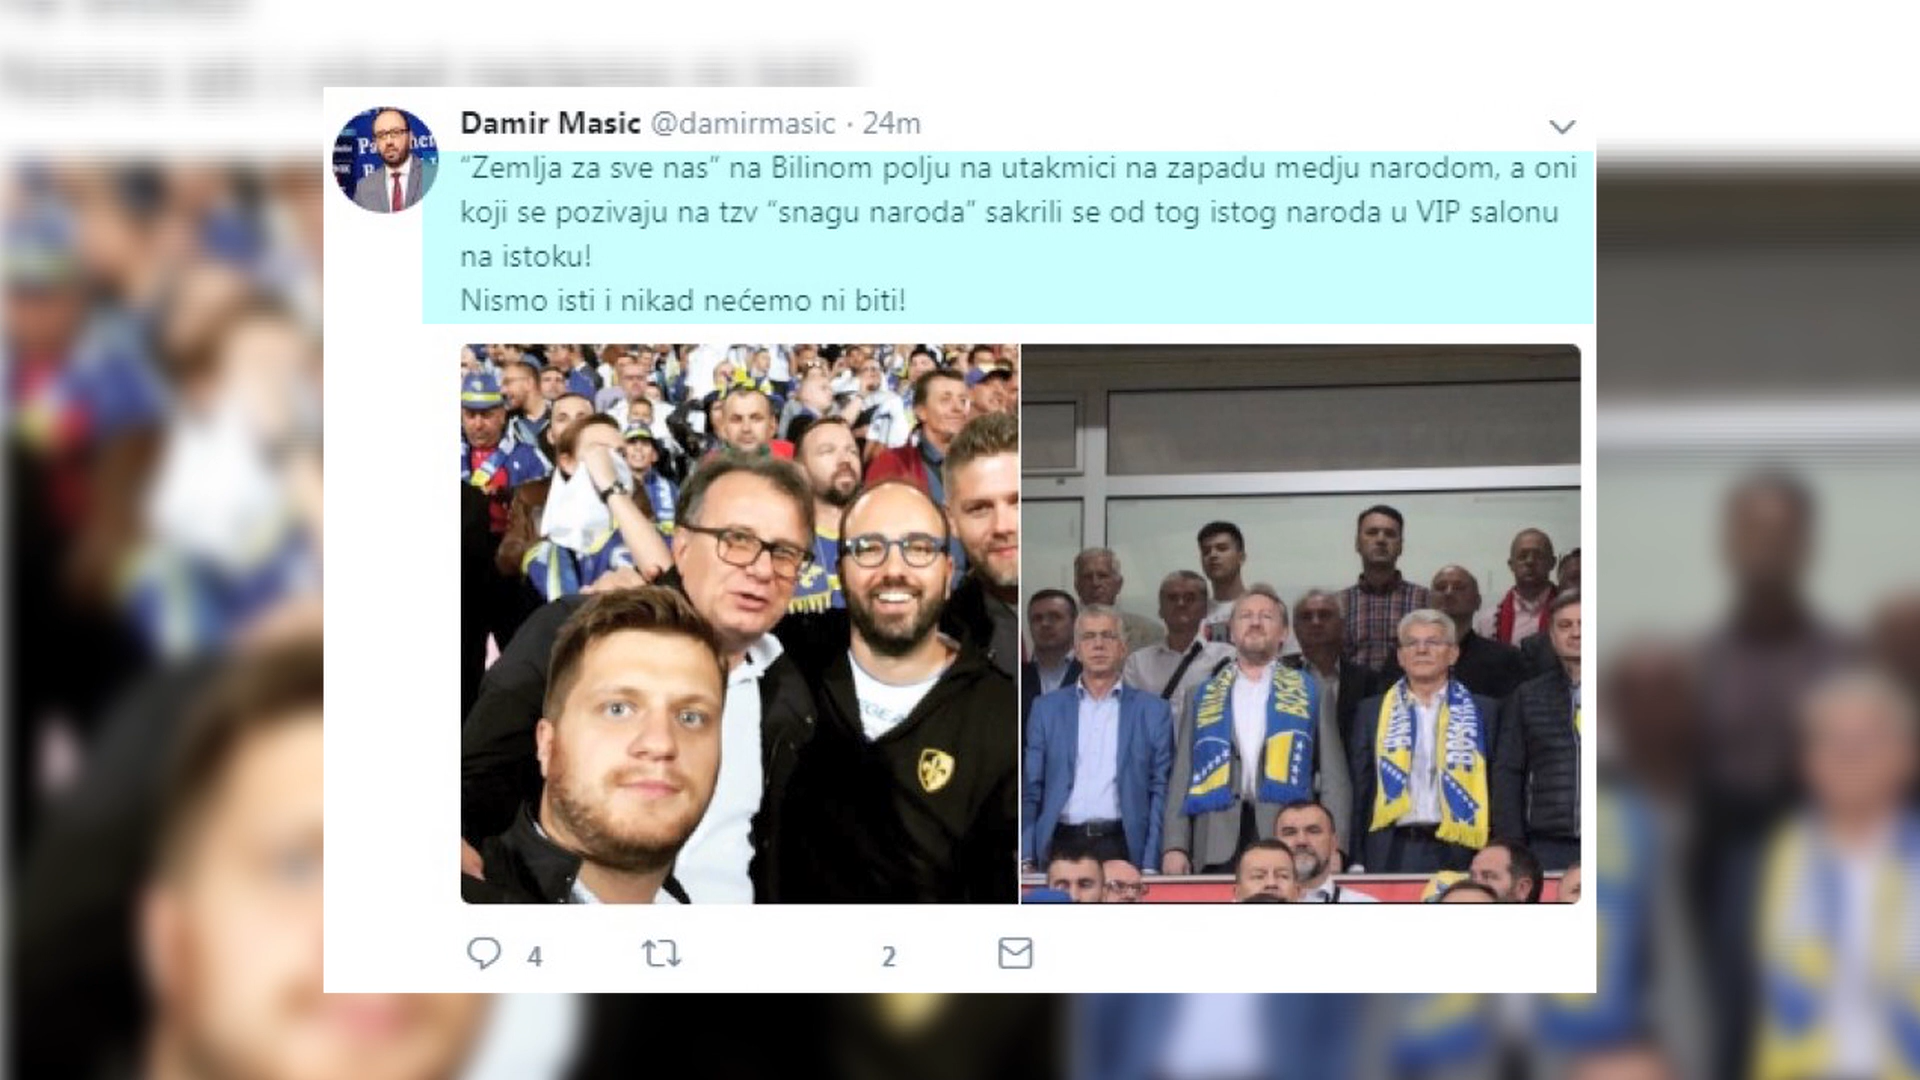 Damir Masic @damirmasic · 24m
“Zemlja za sve nas” na Bilinom polju na utakmici na zapadu medju narodom, a oni
koji se pozivaju na tzv “snagu naroda” sakrili se od tog istog naroda u VIP salonu
na istoku!
Nismo isti i nikad nećemo ni biti!
4
2